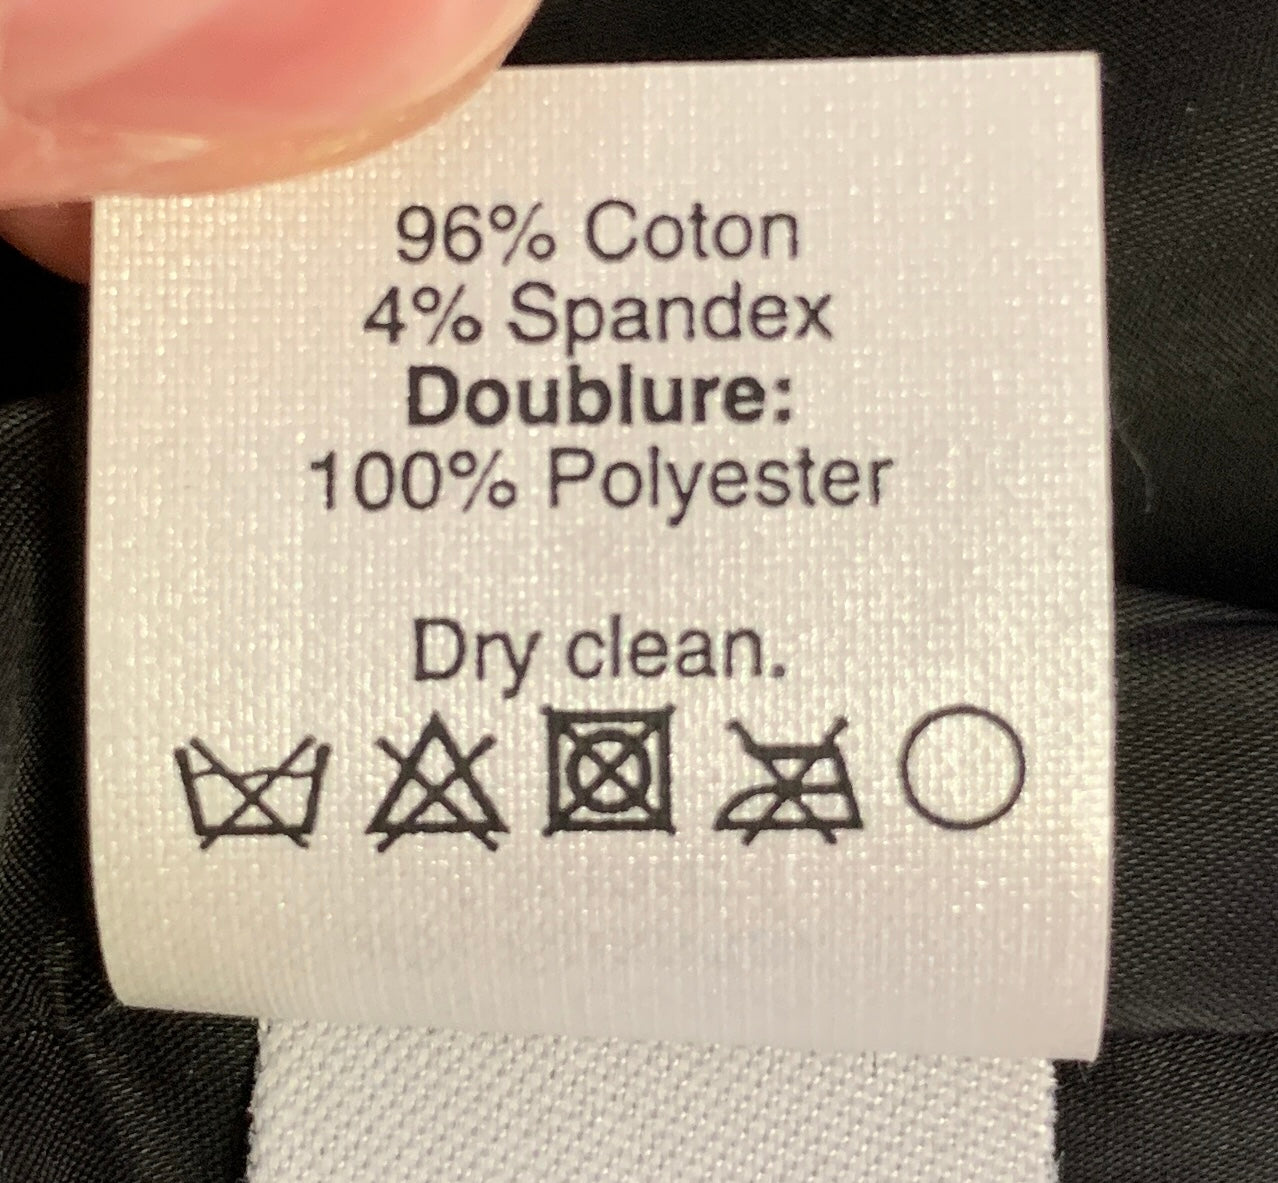 96% Coton
4% Spandex
Doublure:
100% Polyester
Dry clean.